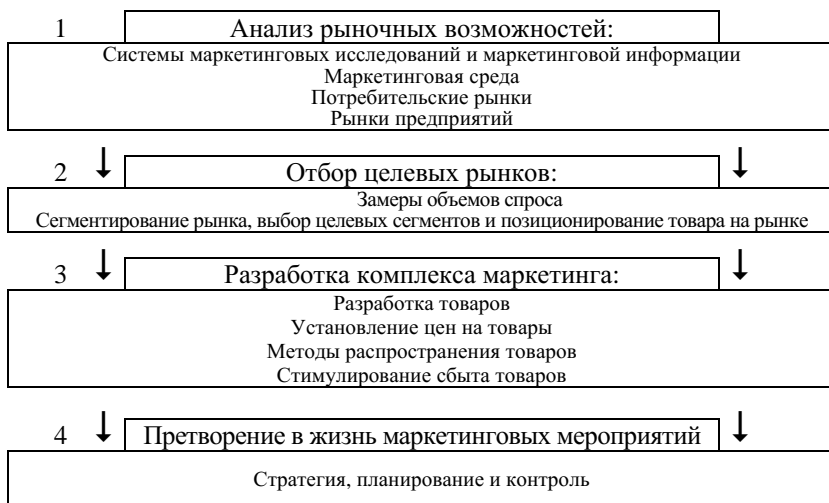 1 Анализ рыночных возможностей:
Системы маркетинговых исследований и маркетинговой информации
Маркетинговая среда
Потребительские рынки
Рынки предприятий
2 Отбор целевых рынков:
Замеры объемов спроса
Сегментирование рынка, выбор целевых сегментов и позиционирование товара на рынке
3 Разработка комплекса маркетинга:
Разработка товаров
Установление цен на товары
Методы распространения товаров
Стимулирование сбыта товаров
4 Претворение в жизнь маркетинговых мероприятий
Стратегия, планирование и контроль